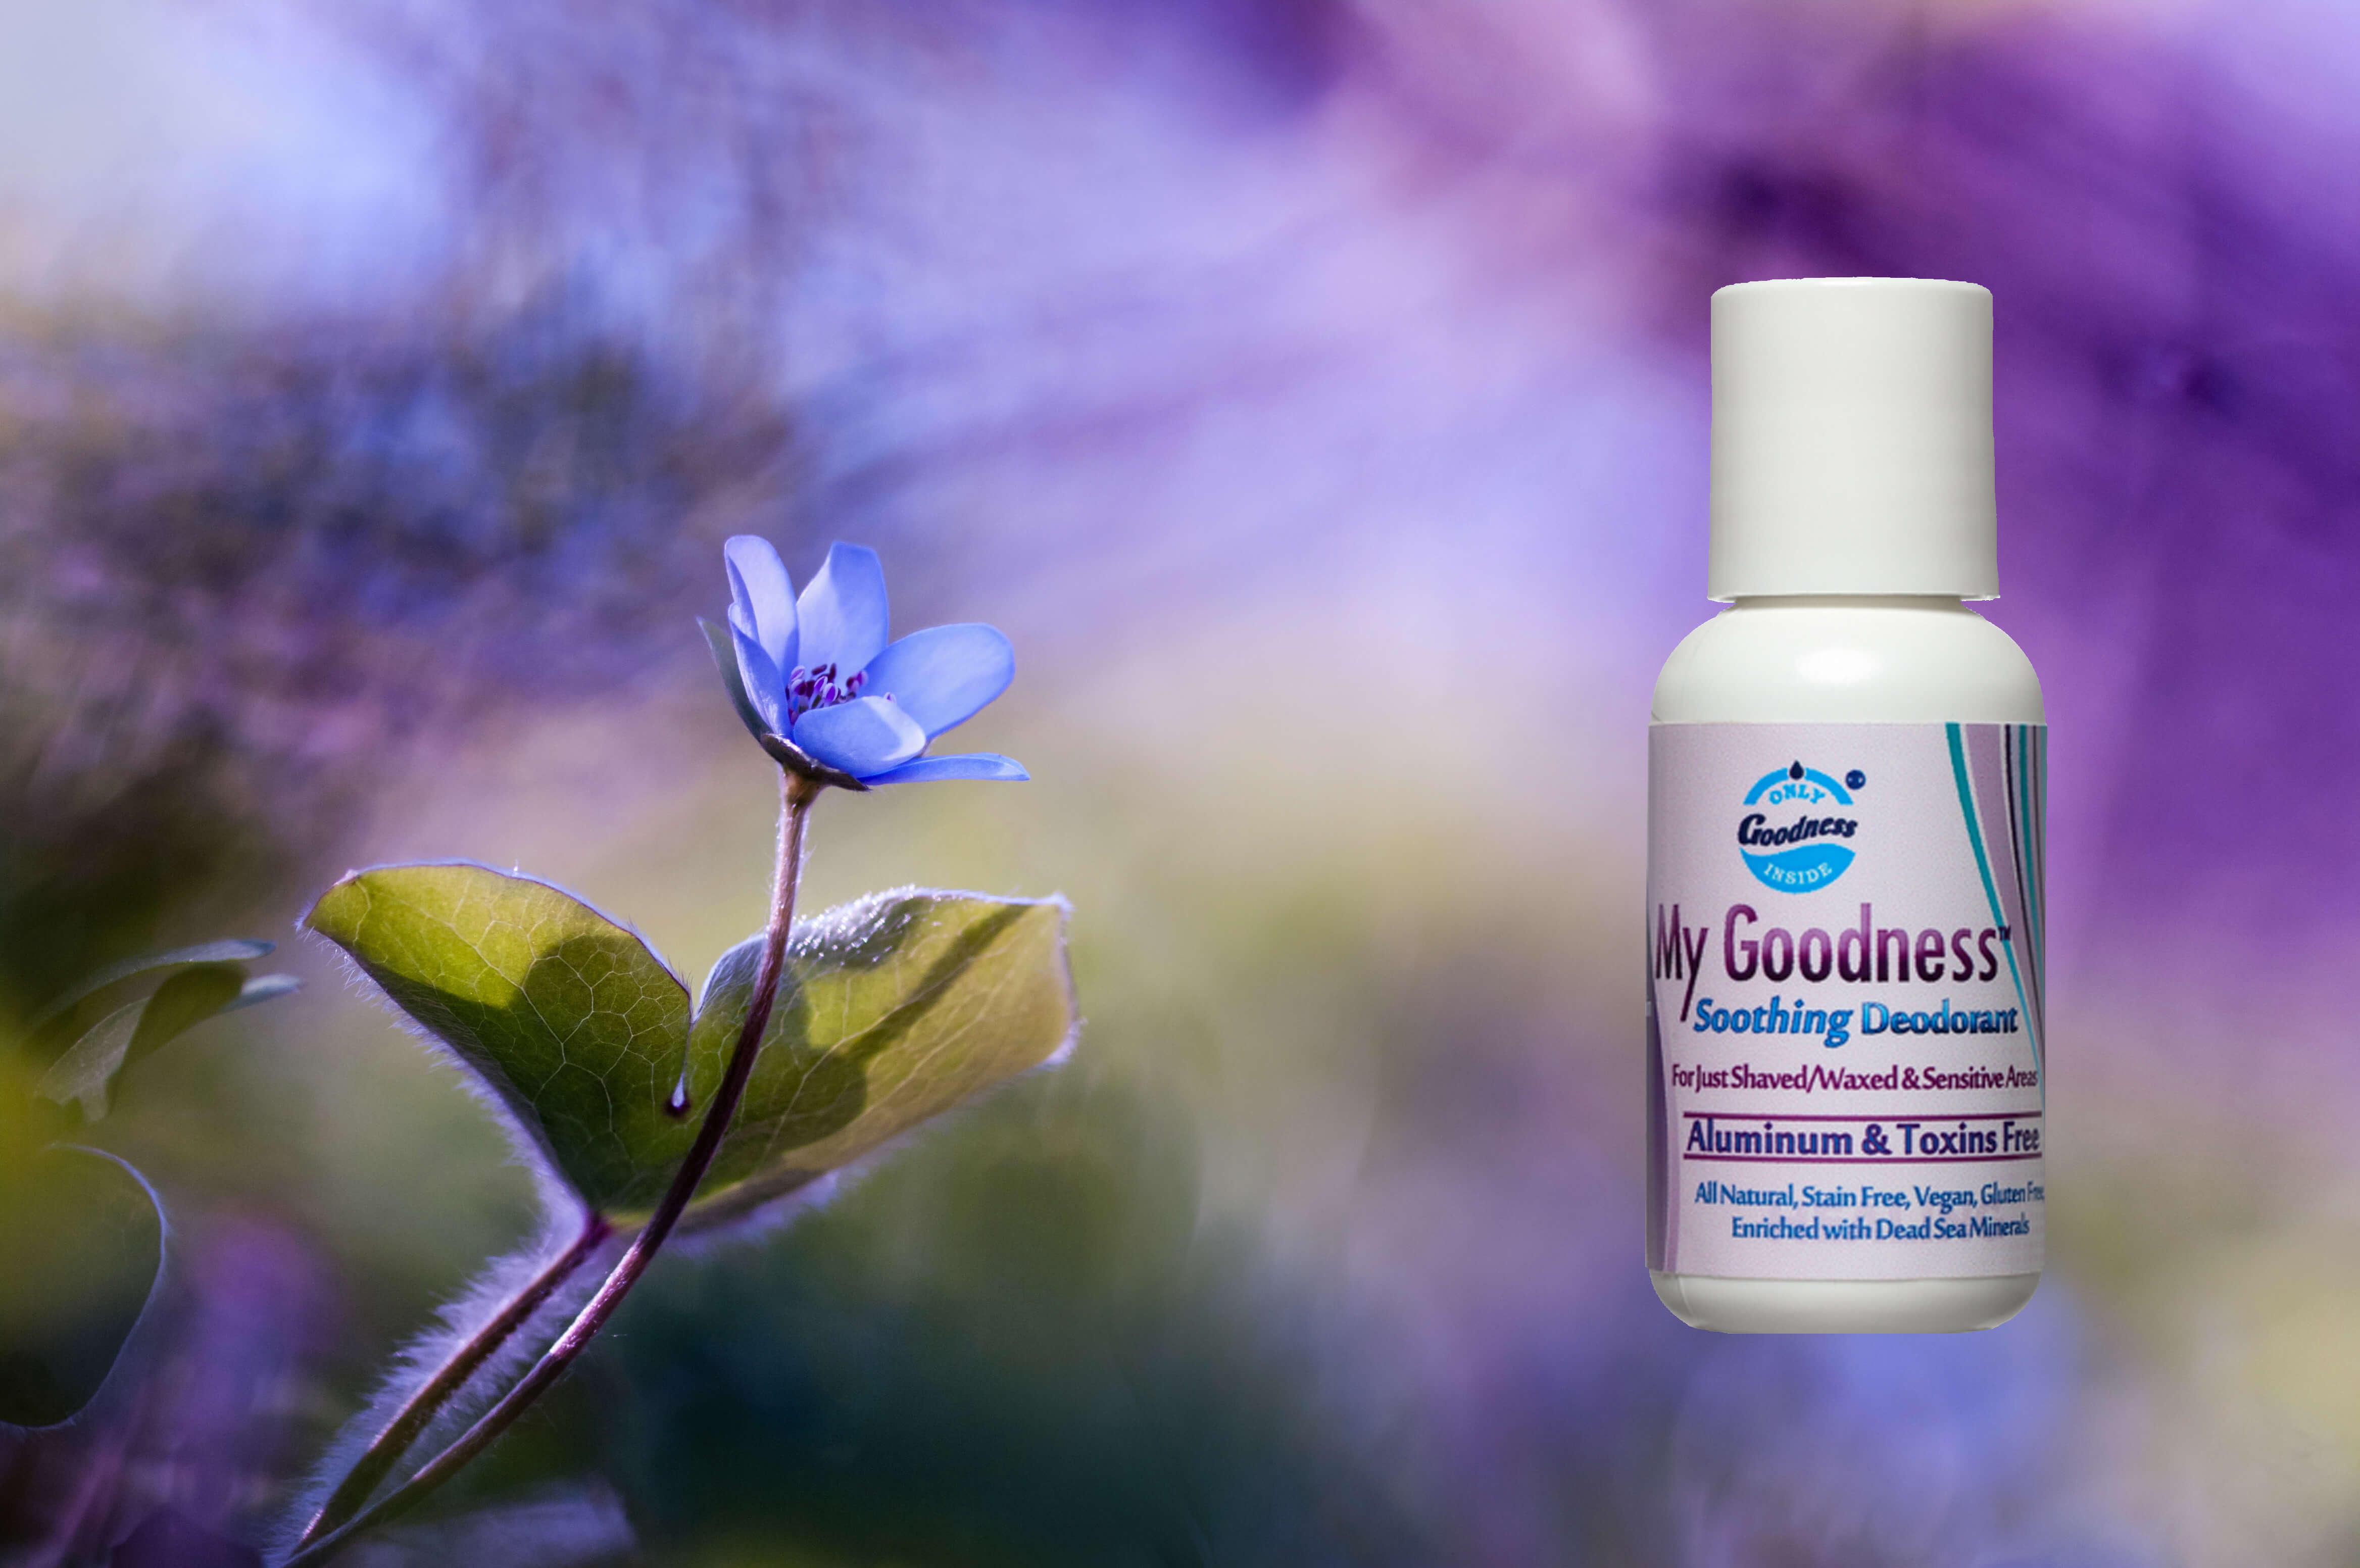 ONLY
Goodness
INSIDE
My Goodness™
Soothing Deodorant
For Just Shaved/Waxed & Sensitive Areas
Aluminum & Toxins Free
All Natural, Stain Free, Vegan, Gluten Free
Enriched with Dead Sea Minerals